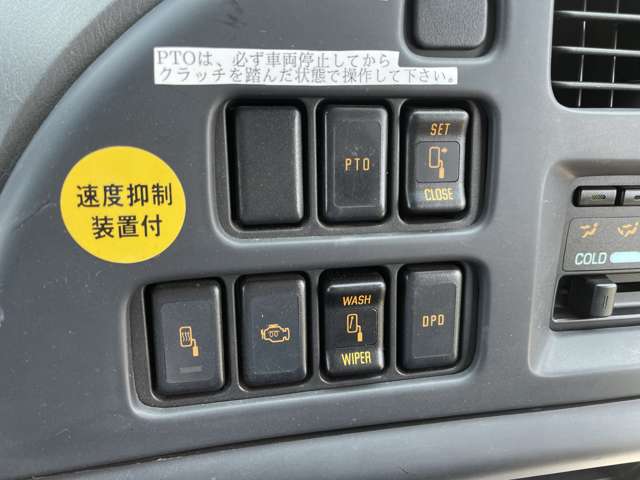 PTOは、必ず車両停止してから
クラッチを踏んだ状態で操作して下さい。
速度抑制
装置付
PTO
SET
CLOSE
COLD
WASH
WIPER
DPD